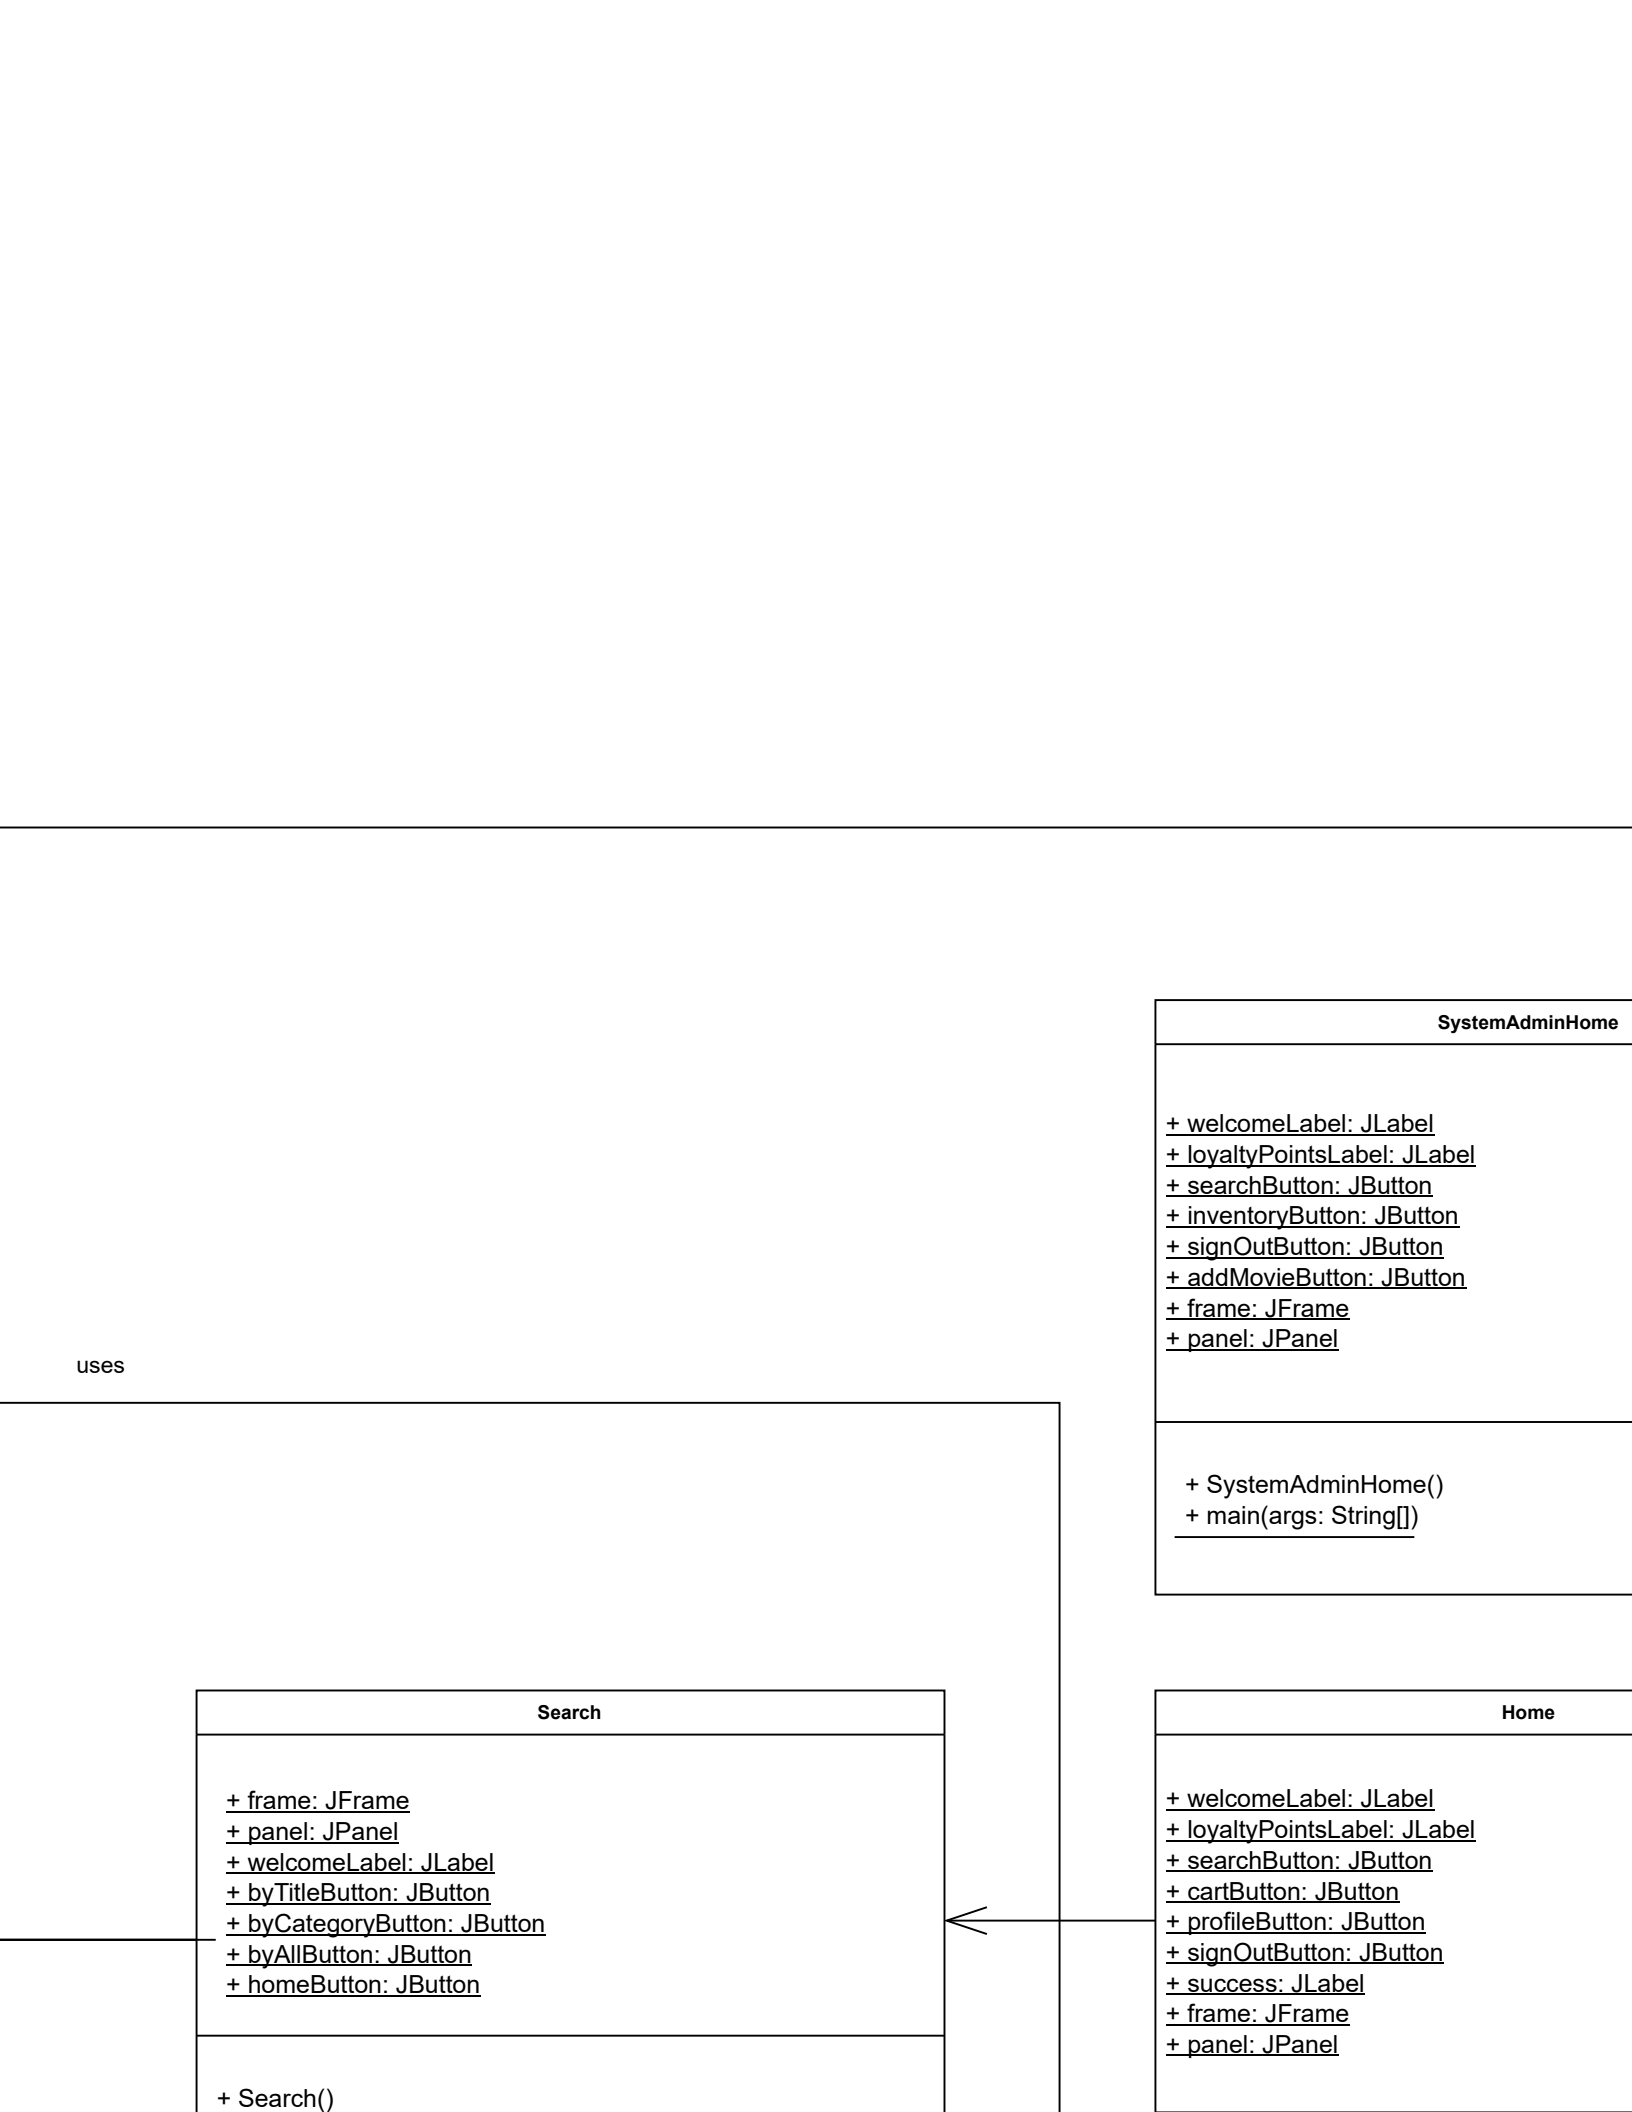 SystemAdminHome
+ welcomeLabel: JLabel
+ loyaltyPointsLabel: JLabel
+ searchButton: JButton
+ inventoryButton: JButton
+ signOutButton: JButton
+ addMovieButton: JButton
+ frame: JFrame
+ panel: JPanel
uses
+ SystemAdminHome()
+ main(args: String[])
Search
+ frame: JFrame
+ panel: JPanel
+ welcomeLabel: JLabel
+ byTitleButton: JButton
+ byCategoryButton: JButton
+ byAllButton: JButton
+ homeButton: JButton
+ Search()
Home
+ welcomeLabel: JLabel
+ loyaltyPointsLabel: JLabel
+ searchButton: JButton
+ cartButton: JButton
+ profileButton: JButton
+ signOutButton: JButton
+ success: JLabel
+ frame: JFrame
+ panel: JPanel